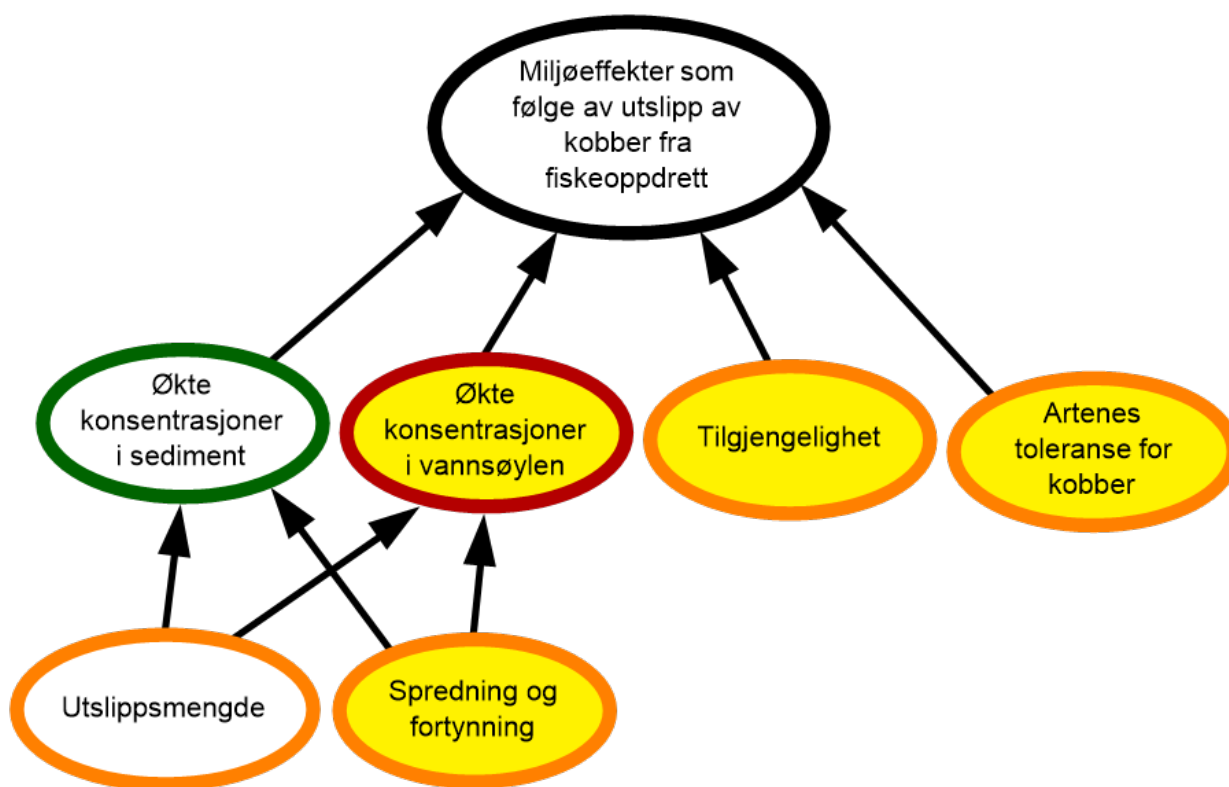 Miljøeffekter som
følge av utslipp av
kobber fra
fiskeoppdrett
Økte
konsentrasjoner
i sediment
Økte
konsentrasjoner
i vannsøylen
Tilgjengelighet
Artenes
toleranse for
kobber
Utslippsmengde
Spredning og
fortynning